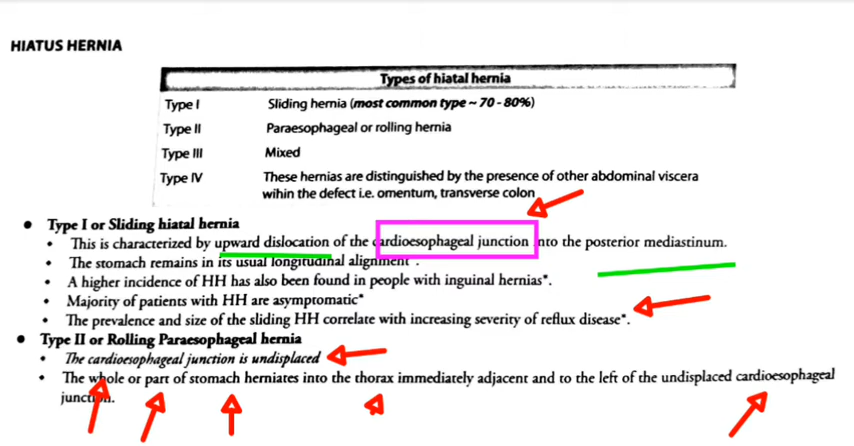 HIATUS HERNIA
Types of hiatal hernia
Type I Sliding hernia (most common type ~ 70 - 80%)
Type II Paraesophageal or rolling hernia
Type III Mixed
Type IV These hernias are distinguished by the presence of other abdominal viscera
wihin the defect i.e. omentum, transverse colon
● Type I or Sliding hiatal hernia
• This is characterized by upward dislocation of the cardioesophageal junction into the posterior mediastinum.
• The stomach remains in its usual longitudinal alignment*.
• A higher incidence of HH has also been found in people with inguinal hernias*.
• Majority of patients with HH are asymptomatic*
• The prevalence and size of the sliding HH correlate with increasing severity of reflux disease*.
● Type II or Rolling Paraesophageal hernia
• The cardioesophageal junction is undisplaced
• The whole or part of stomach herniates into the thorax immediately adjacent and to the left of the undisplaced cardioesophageal
junction.